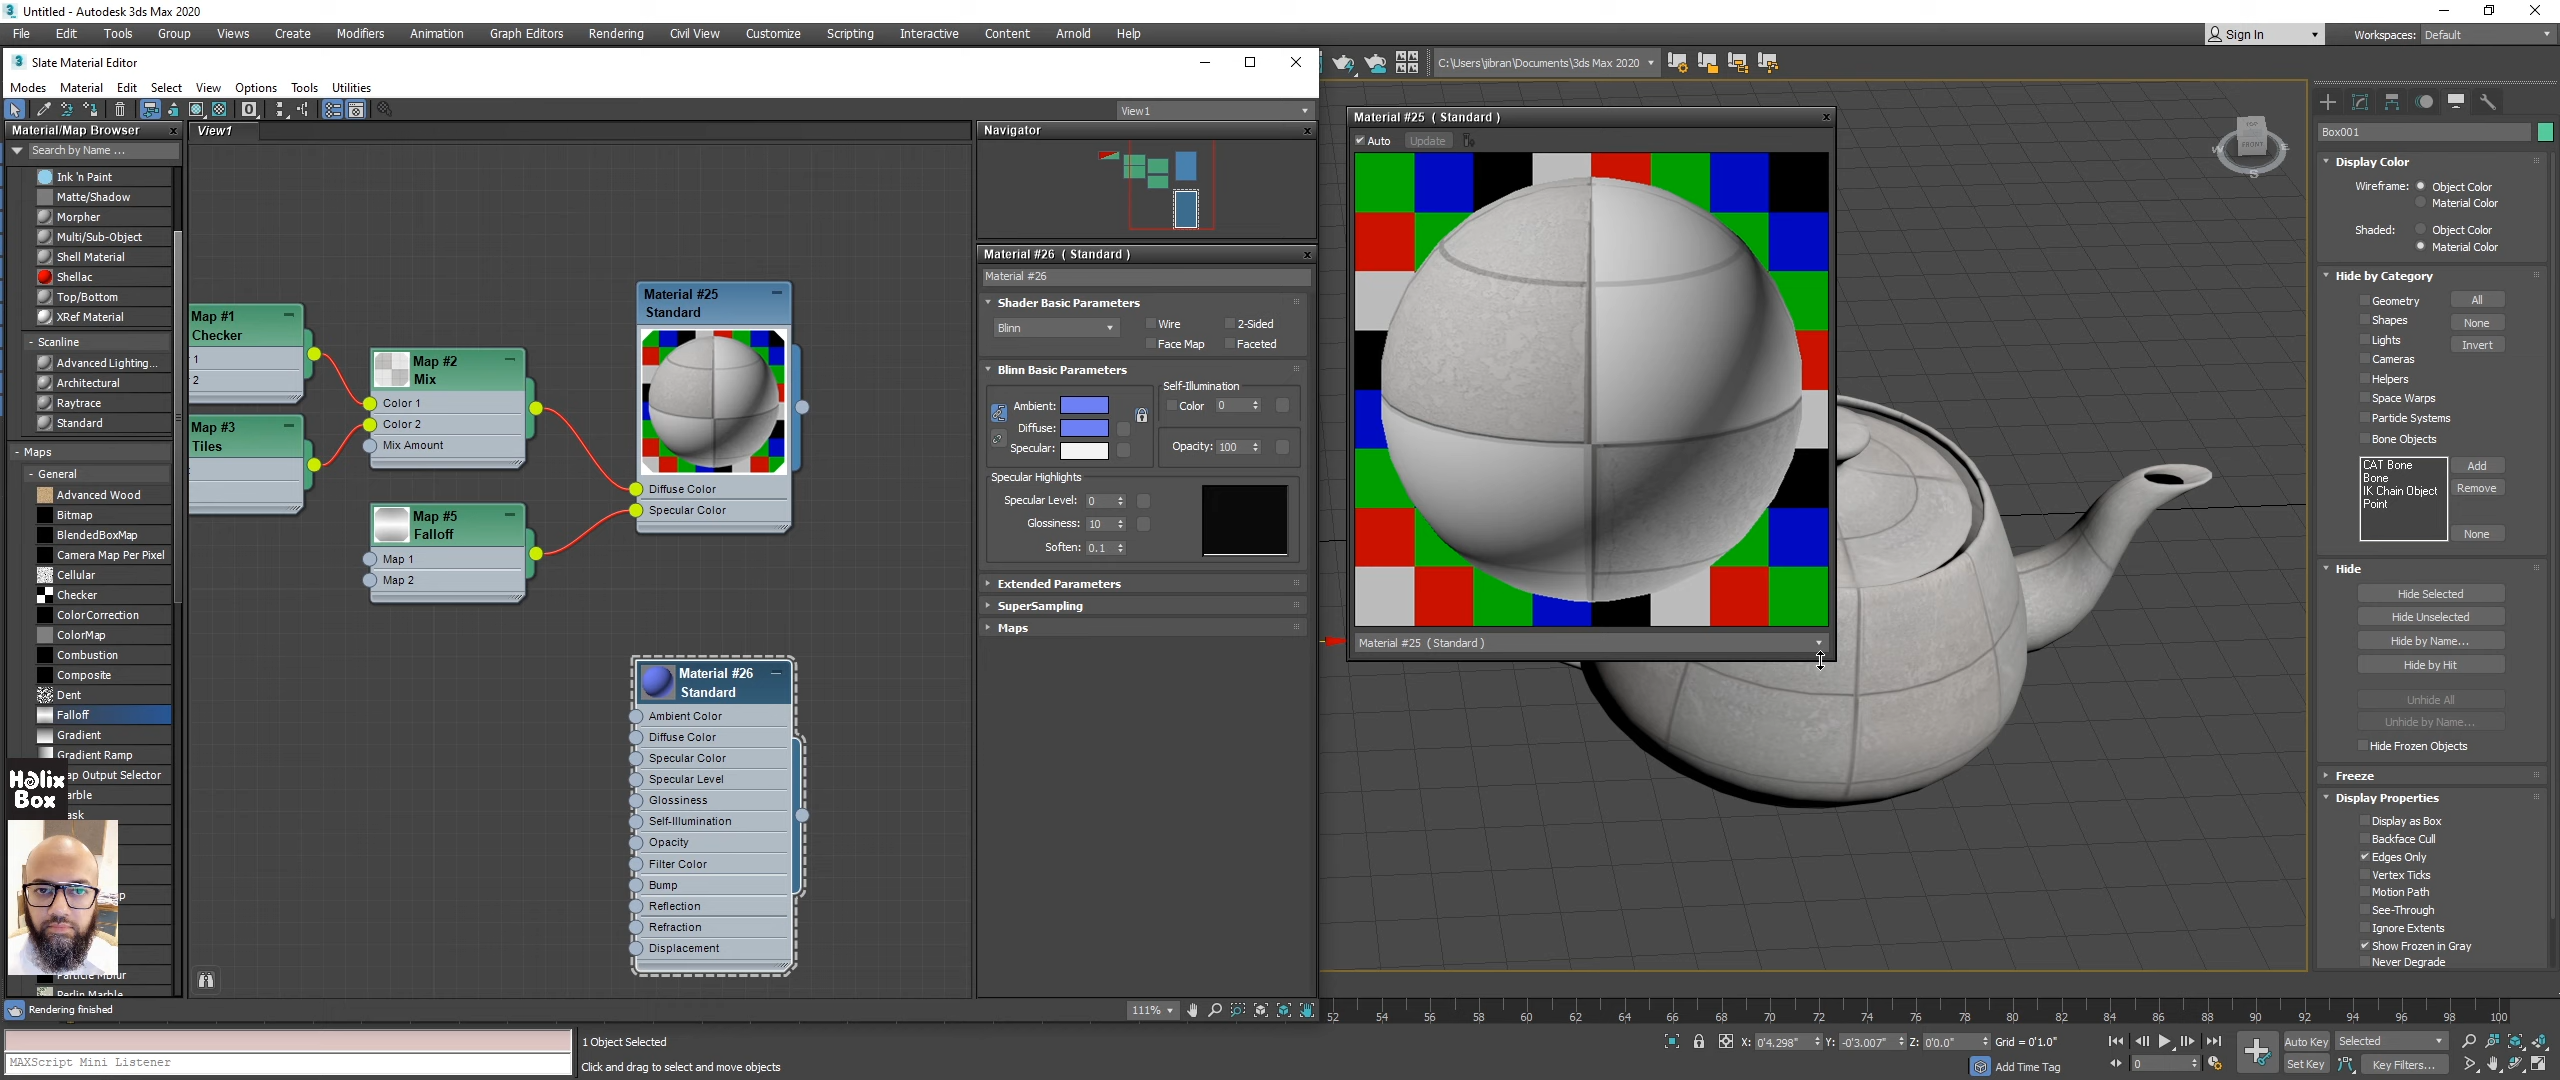 Untitled - Autodesk 3ds Max 2020
File Edit Tools Group Views Create Modifiers Animation Graph Editors Rendering Civil View Customize Scripting Interactive Content Arnold Help
Sign In
Workspaces: Default
Slate Material Editor
C:\Users\jibran\Documents\3ds Max 2020
Modes Material Edit Select View Options Tools Utilities
View1
Material/Map Browser
Search by Name ...
Ink 'n Paint
Matte/Shadow
Morpher
Multi/Sub-Object
Shell Material
Shellac
Top/Bottom
XRef Material
- Scanline
Advanced Lighting...
Architectural
Raytrace
Standard
- Maps
- General
Advanced Wood
Bitmap
BlendedBoxMap
Camera Map Per Pixel
Cellular
Checker
ColorCorrection
ColorMap
Combustion
Composite
Dent
Falloff
Gradient
Gradient Ramp
ap Output Selector
arble
ask
Perlin Marble
Hólix
Box
View1
Map #1
Checker
1
2
Map #3
Tiles
Map #2
Mix
Color 1
Color 2
Mix Amount
Map #5
Falloff
Map 1
Map 2
Material #25
Standard
Diffuse Color
Specular Color
Material #26
Standard
Ambient Color
Diffuse Color
Specular Color
Specular Level
Glossiness
Self-Illumination
Opacity
Filter Color
Bump
Reflection
Refraction
Displacement
Navigator
Material #26 ( Standard )
Material #26
Shader Basic Parameters
Blinn
Wire
2-Sided
Face Map
Faceted
Blinn Basic Parameters
Self-Illumination
Ambient:
Color 0
Diffuse:
Specular:
Opacity: 100
Specular Highlights
Specular Level: 0
Glossiness: 10
Soften: 0.1
Extended Parameters
SuperSampling
Maps
111%
Rendering finished
Material #25 ( Standard )
Auto
Update
Material #25 ( Standard )
TOP
FRONT
W
E
S
Box001
Display Color
Wireframe: Object Color
Material Color
Shaded: Object Color
Material Color
Hide by Category
Geometry
All
Shapes
None
Lights
Invert
Cameras
Helpers
Space Warps
Particle Systems
Bone Objects
CAT Bone
Bone
IK Chain Object
Point
Add
Remove
None
Hide
Hide Selected
Hide Unselected
Hide by Name...
Hide by Hit
Unhide All
Unhide by Name...
Hide Frozen Objects
Freeze
Display Properties
Display as Box
Backface Cull
Edges Only
Vertex Ticks
Motion Path
See-Through
Ignore Extents
Show Frozen in Gray
Never Degrade
52 54 56 58 60 62 64 66 68 70 72 74 76 78 80 82 84 86 88 90 92 94 96 98 100
MAXScript Mini Listener
1 Object Selected
Click and drag to select and move objects
X: 0'4.298" Y: -0'3.007" Z: 0'0.0" Grid = 0'1.0"
Add Time Tag
0
Auto Key Selected
Set Key Key Filters...